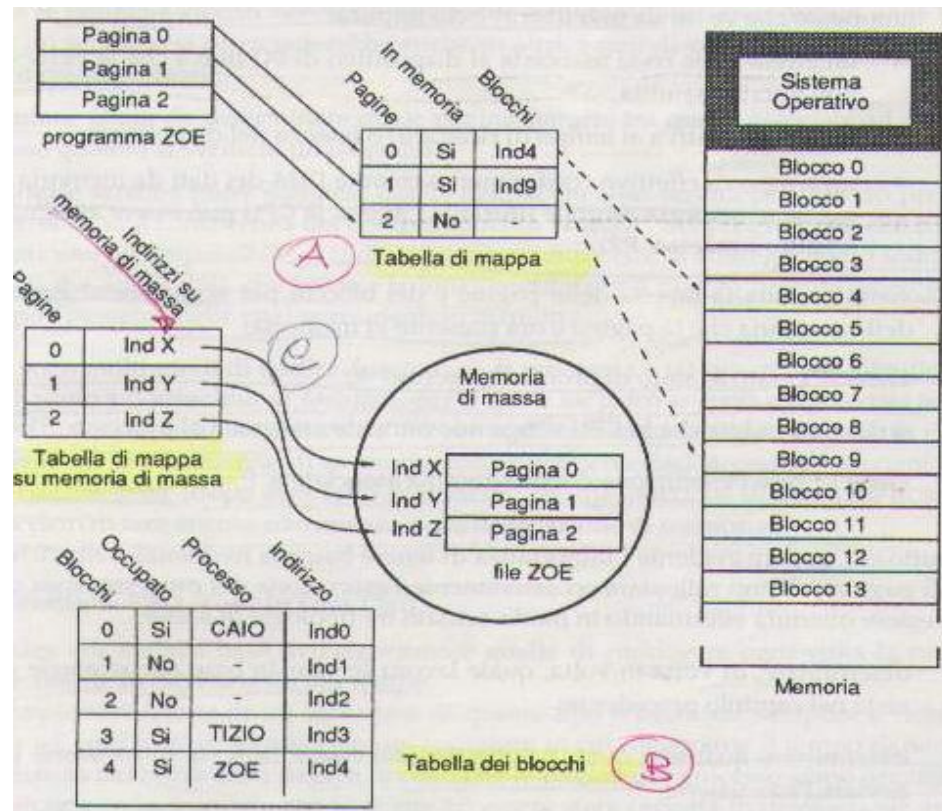 Pagina 0
Pagina 1
Pagina 2
programma ZOE
Pagine
In memoria
Blocchi
0 Si Ind4
1 Si Ind9
2 No -
A
Tabella di mappa
Pagine
Indirizzi su
memoria di massa
0 Ind X
1 Ind Y
2 Ind Z
Tabella di mappa
su memoria di massa
C
Memoria
di massa
Ind X Pagina 0
Ind Y Pagina 1
Ind Z Pagina 2
file ZOE
Blocchi
Occupato
Processo
Indirizzo
0 Si CAIO Ind0
1 No Ind1
2 No Ind2
3 Si TIZIO Ind3
4 Si ZOE Ind4
Tabella dei blocchi
B
Sistema
Operativo
Blocco 0
Blocco 1
Blocco 2
Blocco 3
Blocco 4
Blocco 5
Blocco 6
Blocco 7
Blocco 8
Blocco 9
Blocco 10
Blocco 11
Blocco 12
Blocco 13
Memoria